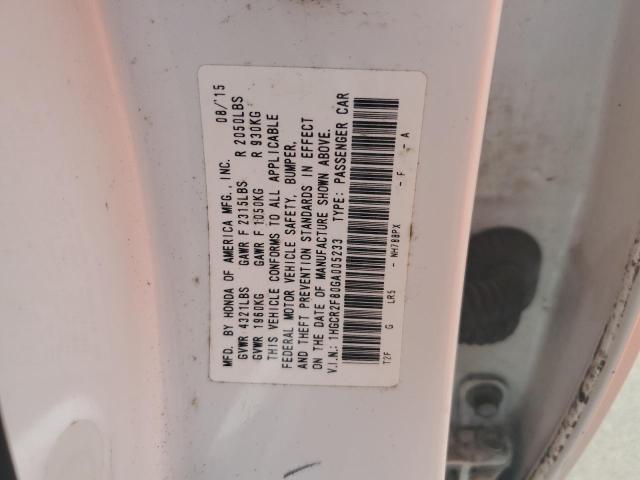 MFD. BY HONDA OF AMERICA MFG., INC. 08/'15
GVWR 4321LBS GAWR F 2315LBS R 2050LBS
GVWR 1960KG GAWR F 1050KG R 930KG
THIS VEHICLE CONFORMS TO ALL APPLICABLE
FEDERAL MOTOR VEHICLE SAFETY, BUMPER,
AND THEFT PREVENTION STANDARDS IN EFFECT
ON THE DATE OF MANUFACTURE SHOWN ABOVE.
V.I.N.: 1HGCR2F80GA005233 TYPE: PASSENGER CAR
T2F G LR5 - NH788PX - F - A